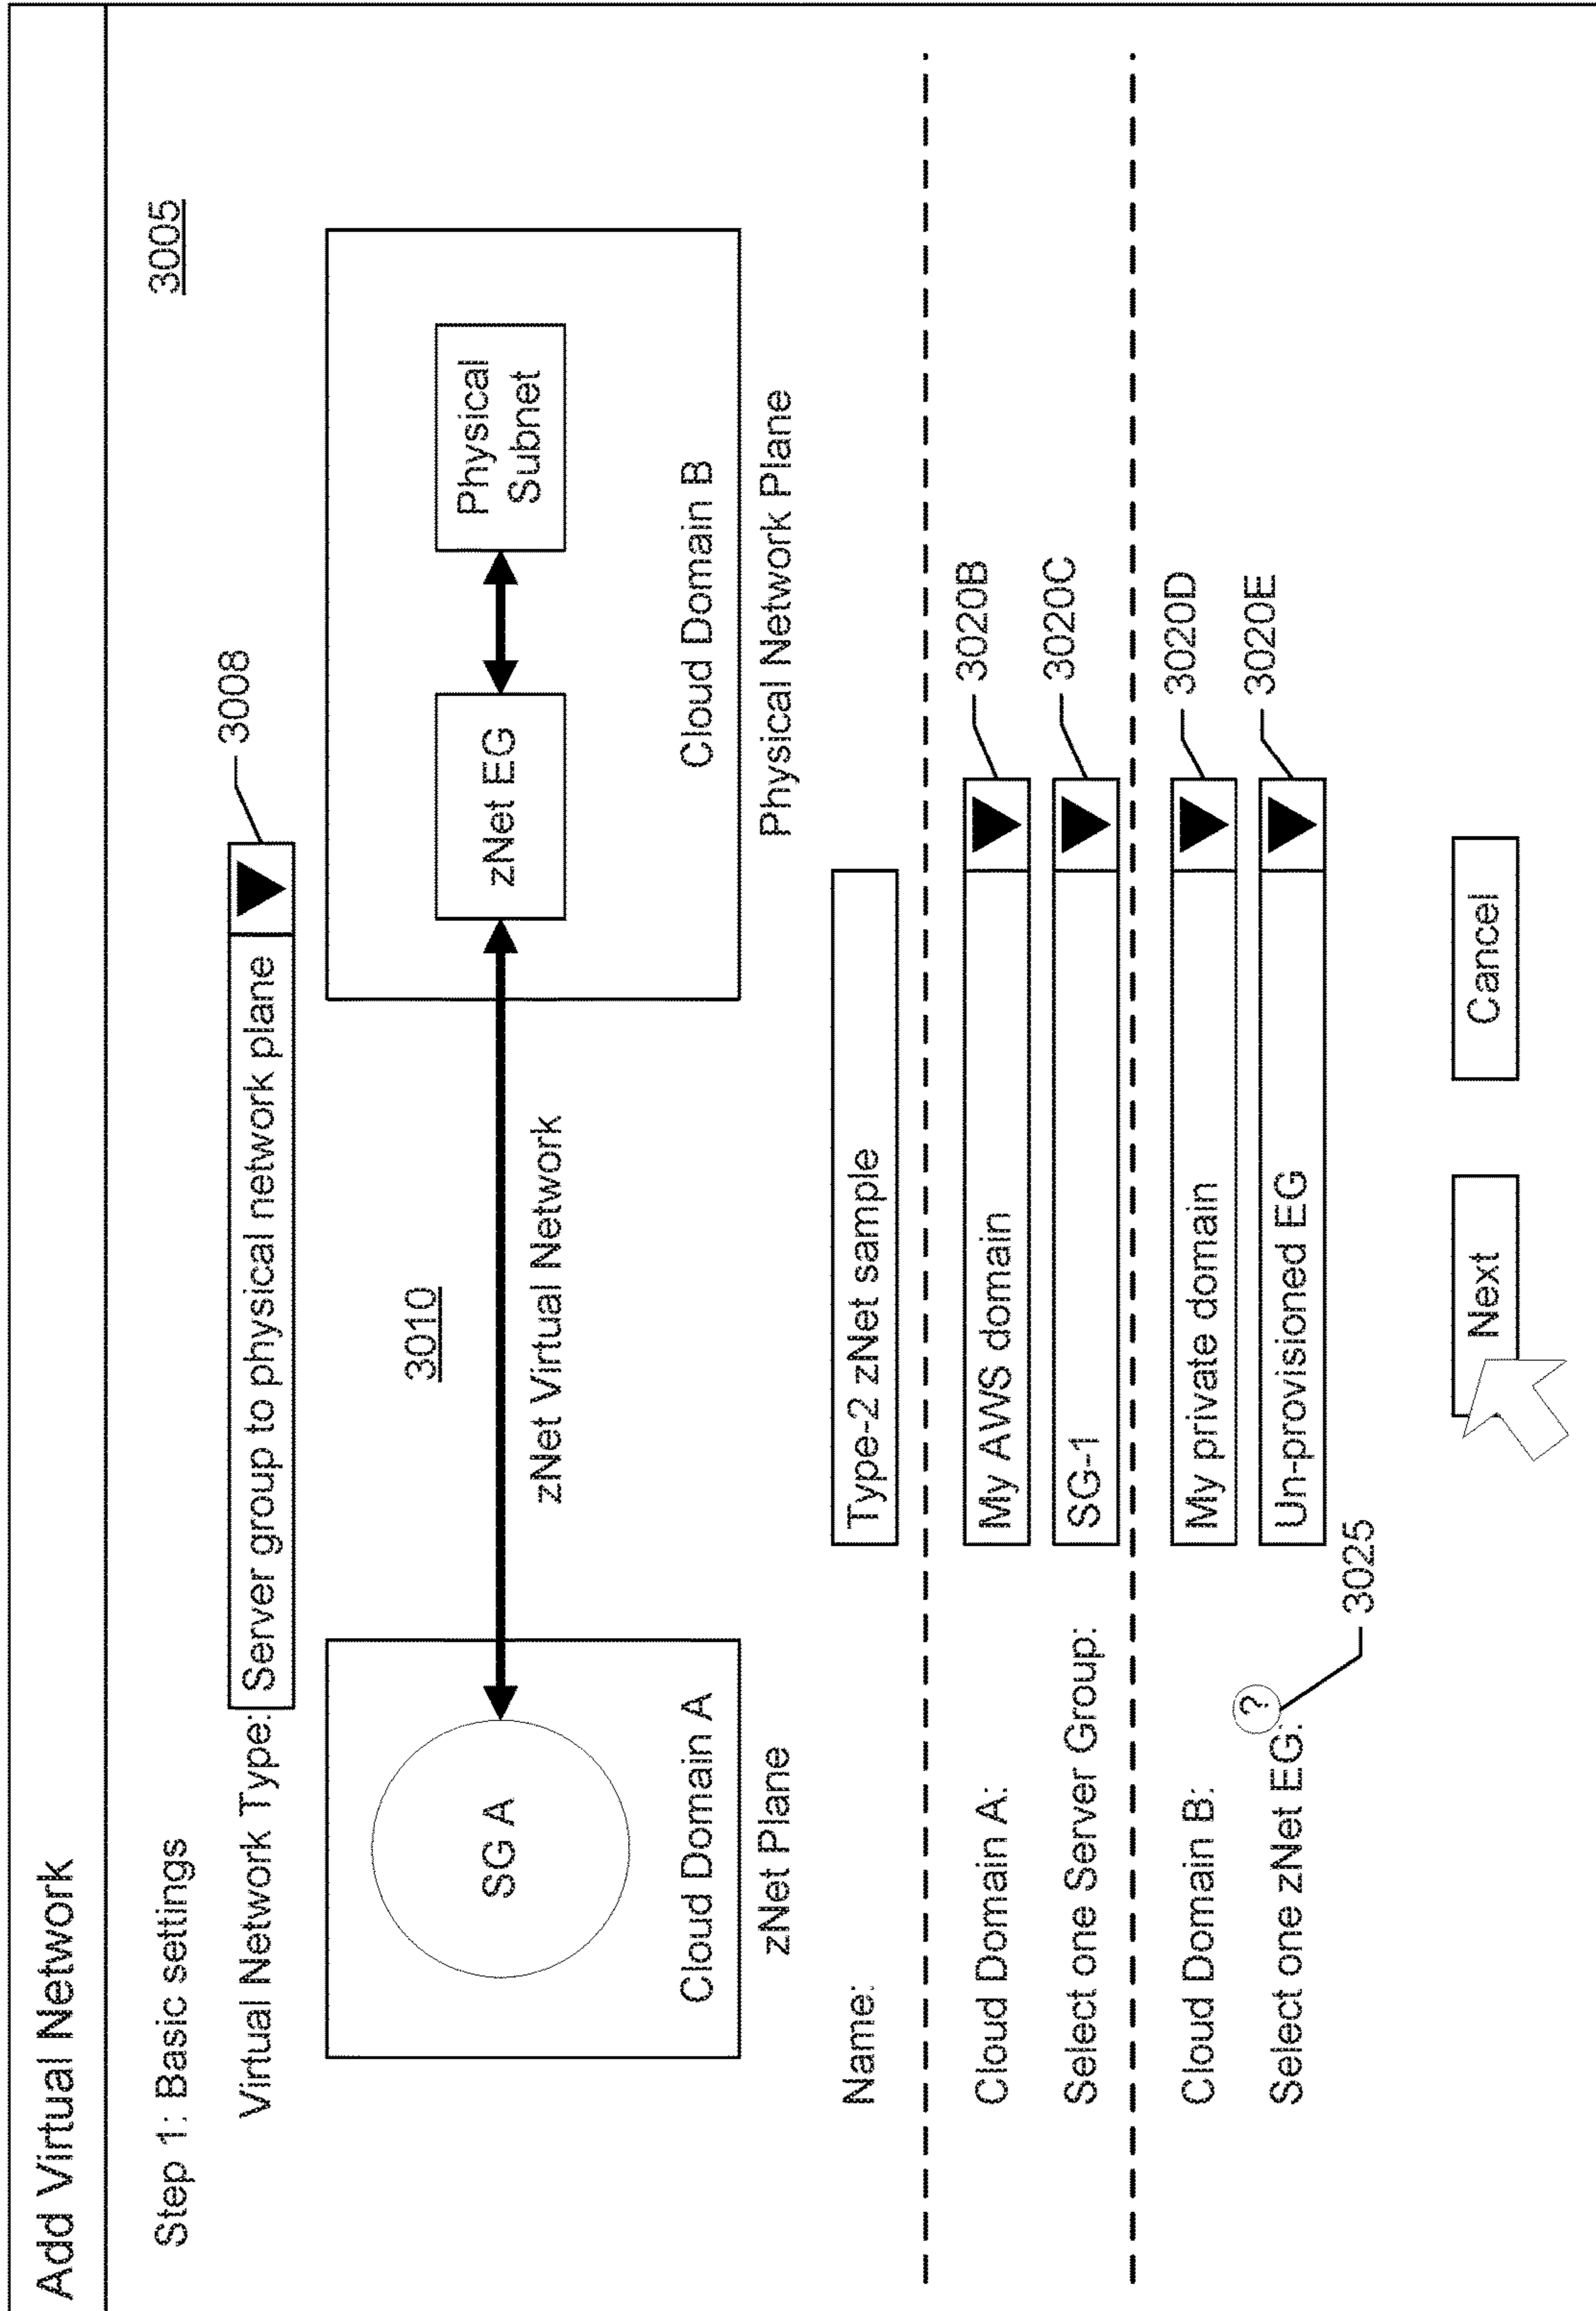 Add Virtual Network
Step 1: Basic settings
3005
Virtual Network Type: Server group to physical network plane
3008
3010
SG A
zNet Virtual Network
zNet EG
Physical
Subnet
Cloud Domain A
Cloud Domain B
zNet Plane
Physical Network Plane
Name: Type-2 zNet sample
Cloud Domain A: My AWS domain
3020B
Select one Server Group: SG-1
3020C
Cloud Domain B: My private domain
3020D
?
Select one zNet EG: Un-provisioned EG
3020E
3025
Next
Cancel